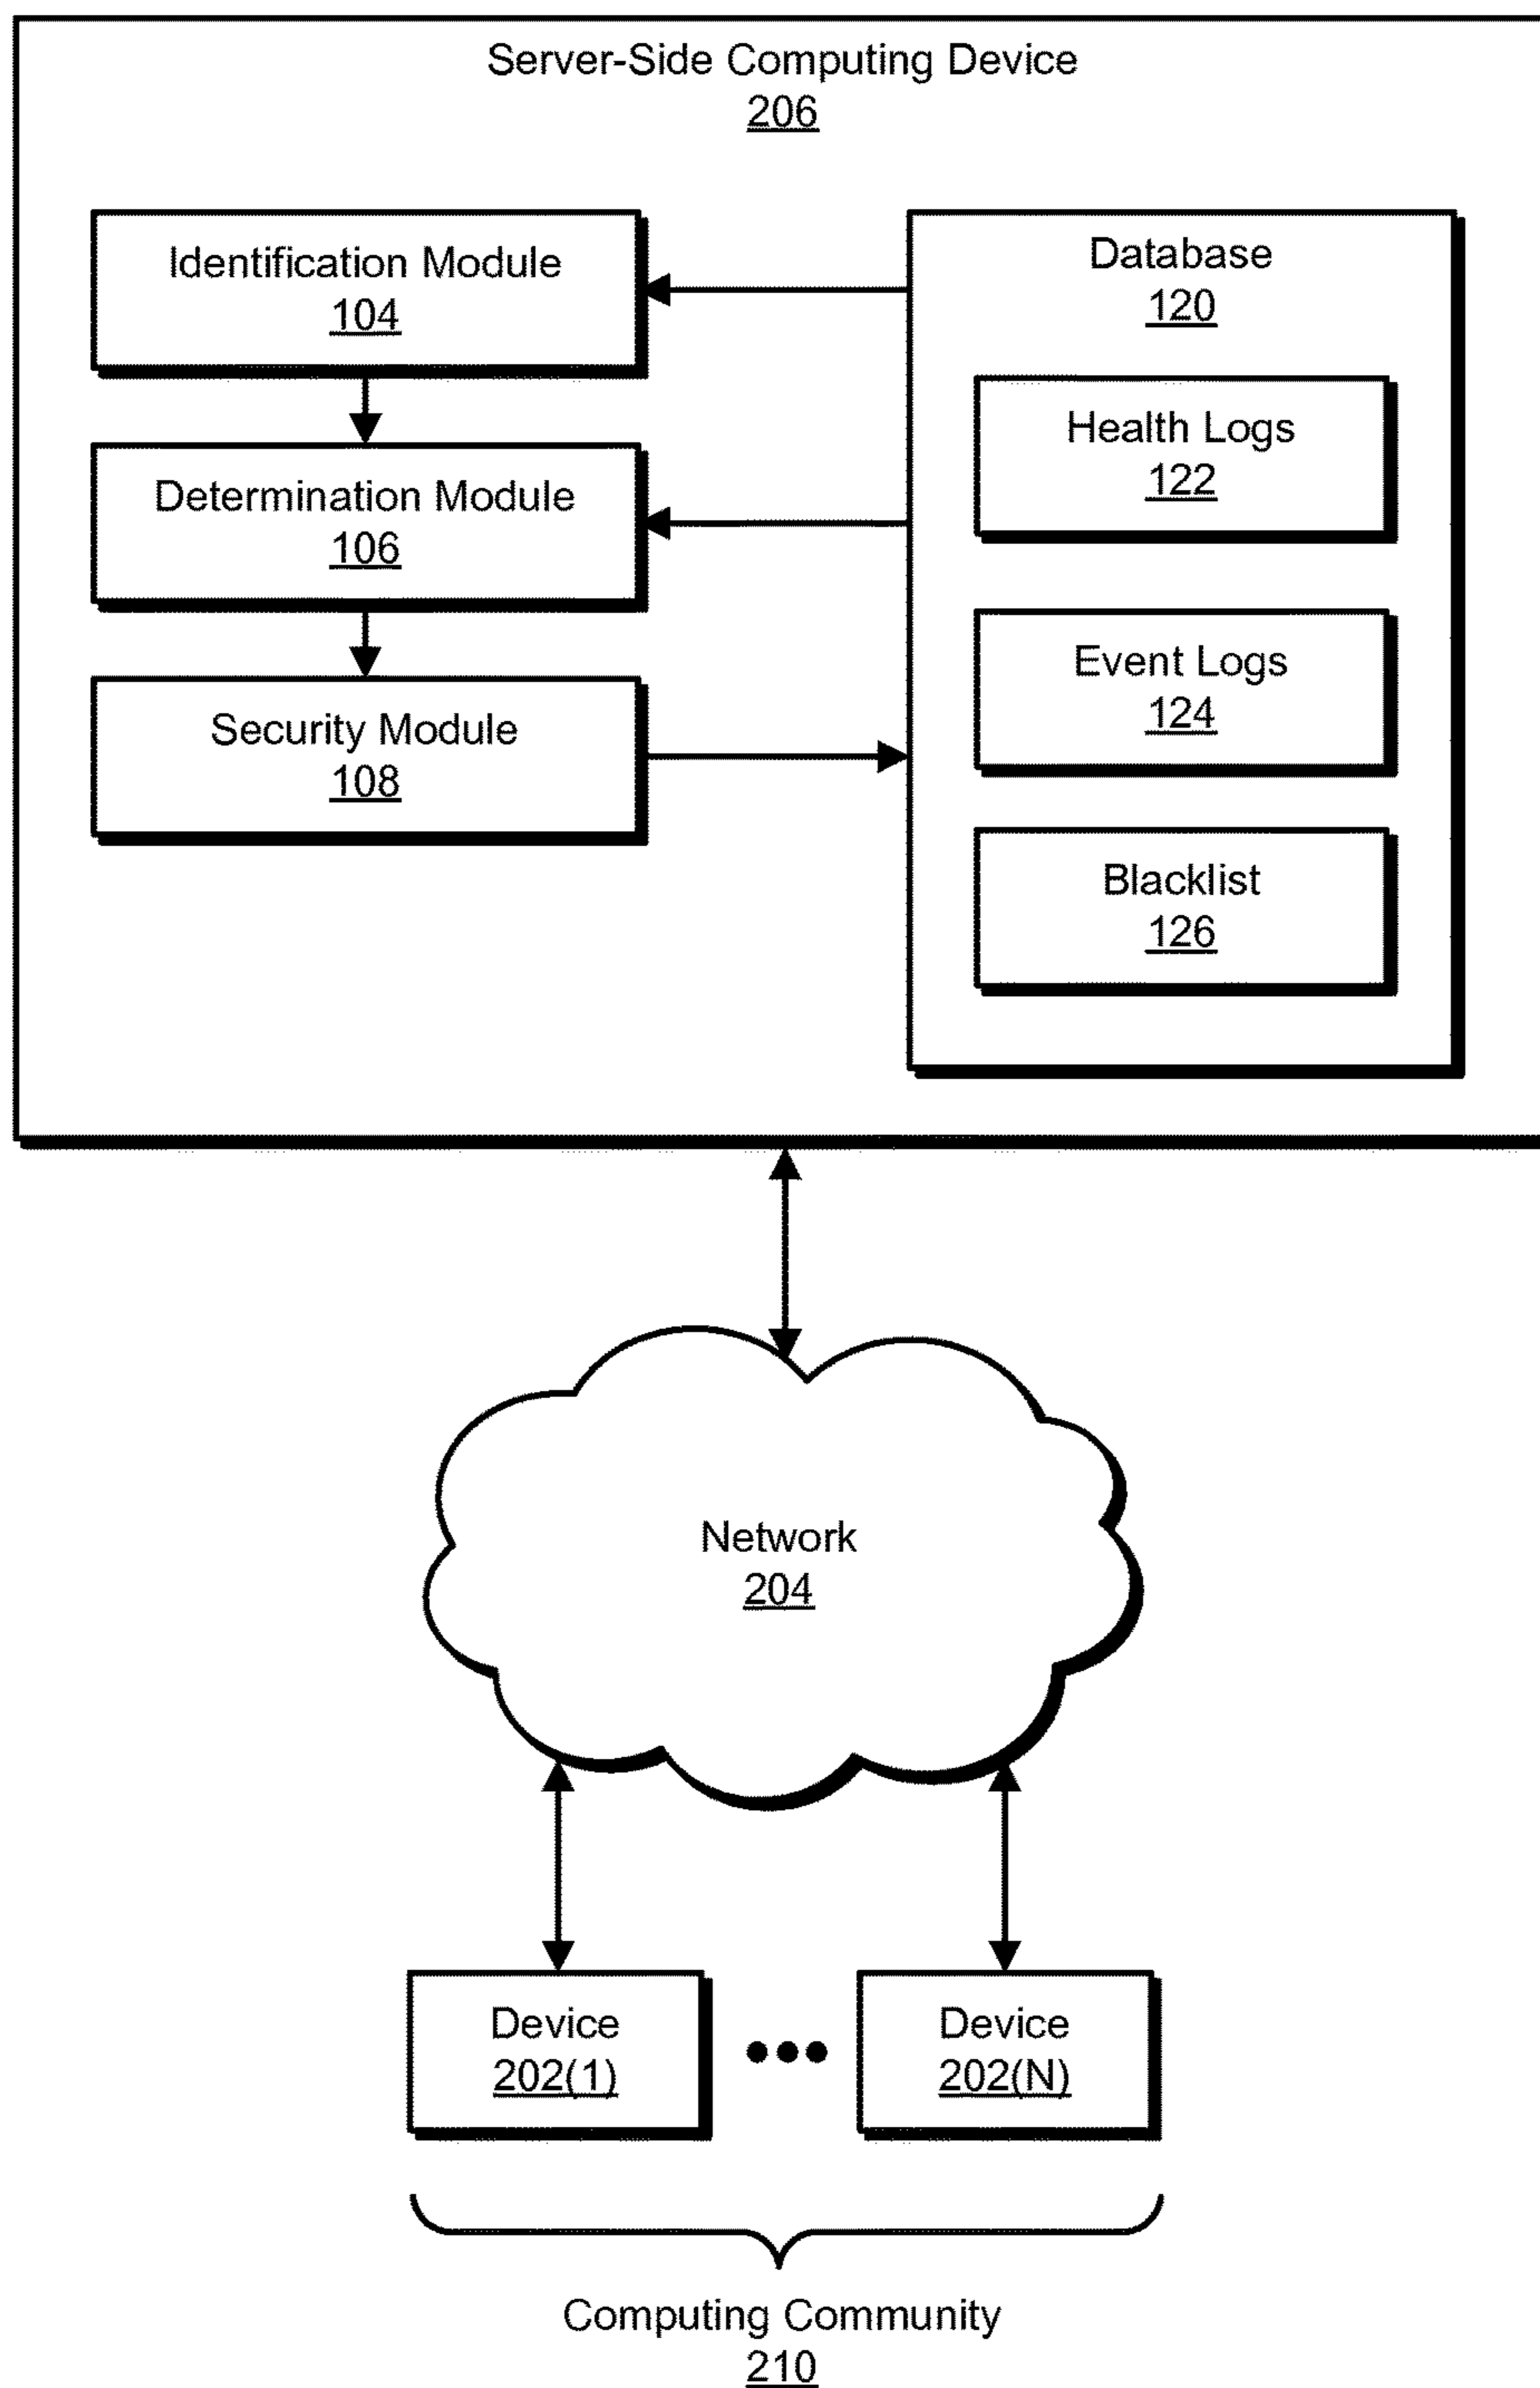 Server-Side Computing Device
206
Identification Module
104
Determination Module
106
Security Module
108
Database
120
Health Logs
122
Event Logs
124
Blacklist
126
Network
204
Device
202(1)
Device
202(N)
Computing Community
210